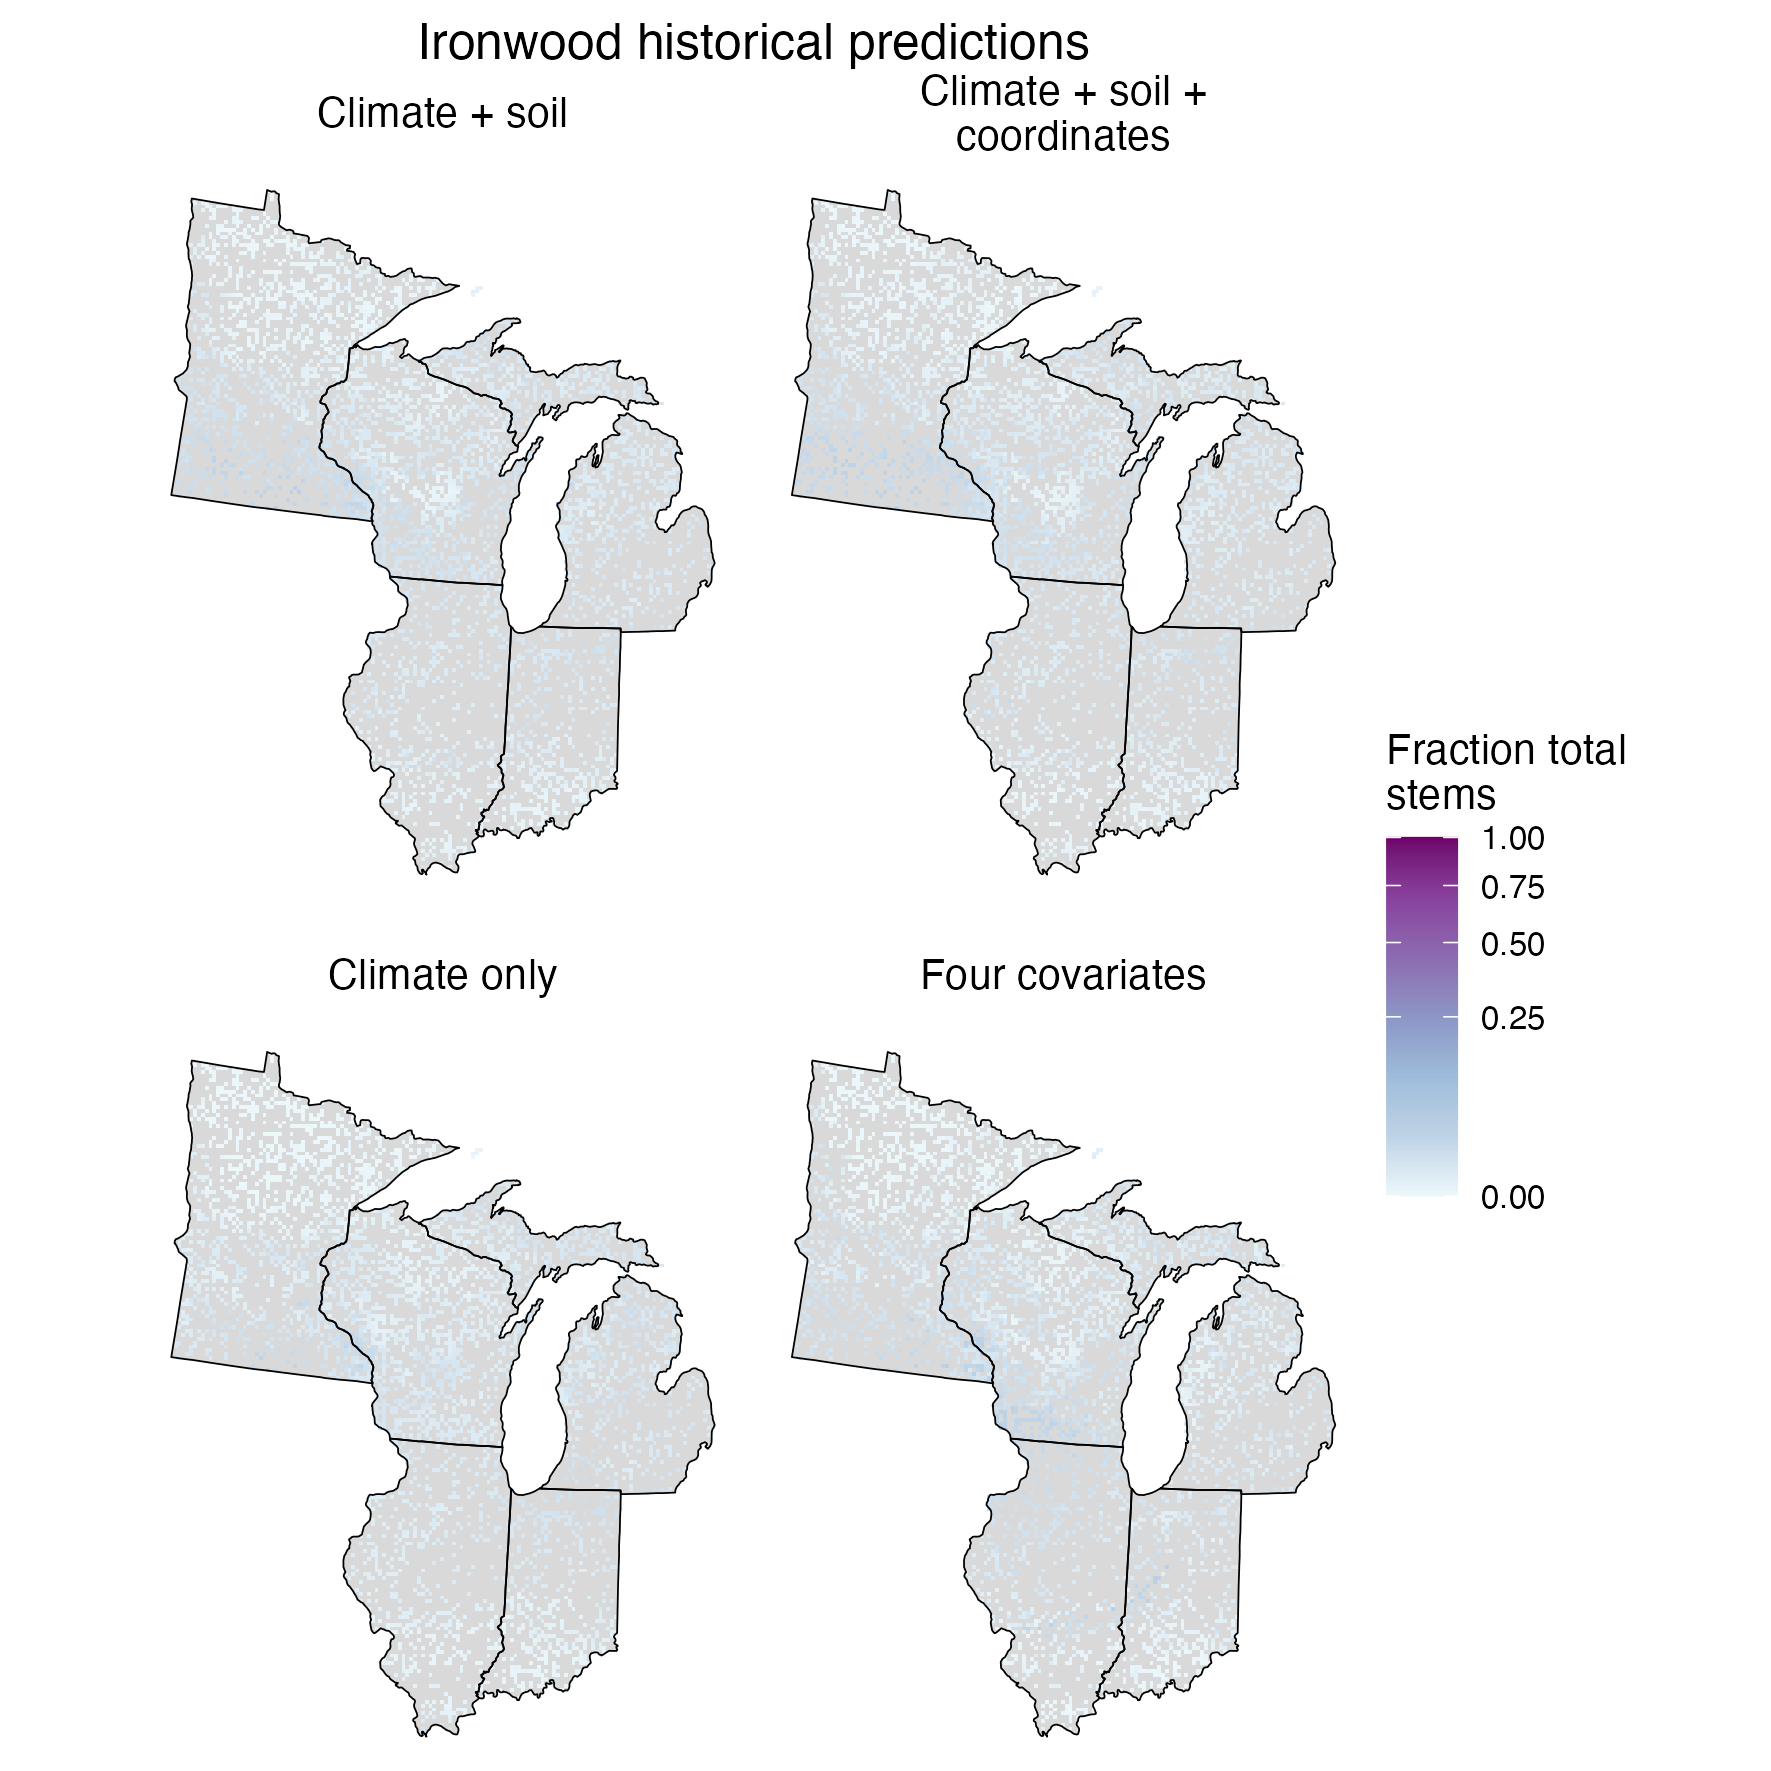 Ironwood historical predictions
Climate + soil
Climate + soil +
coordinates
Climate only
Four covariates
Fraction total
stems
1.00
0.75
0.50
0.25
0.00